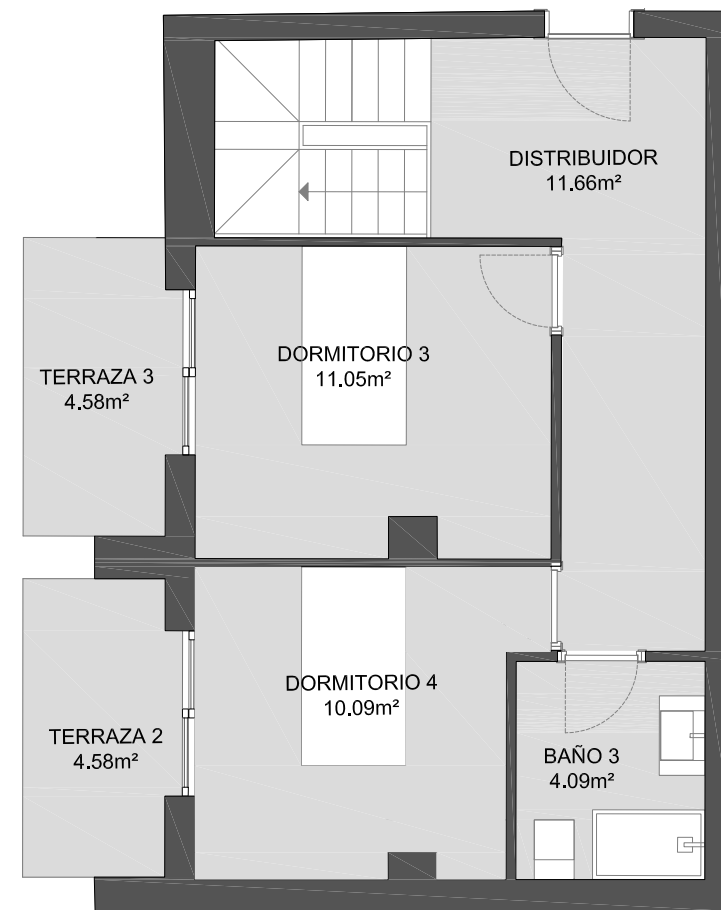 DISTRIBUIDOR
11.66m²
DORMITORIO 3
11.05m²
TERRAZA 3
4.58m²
DORMITORIO 4
10.09m²
TERRAZA 2
4.58m²
BAÑO 3
4.09m²